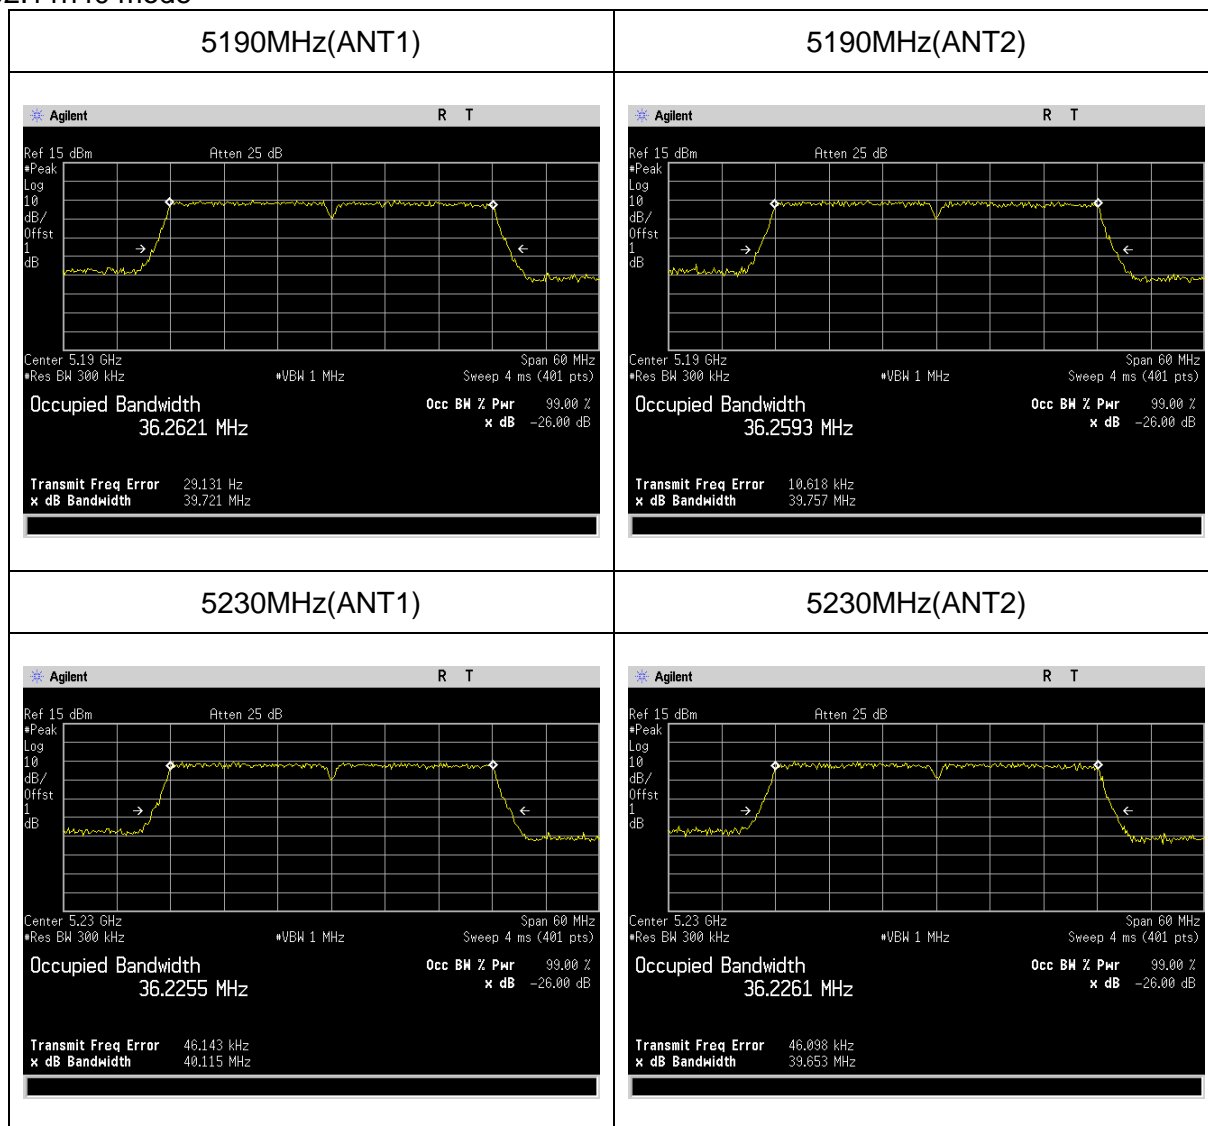 5190MHz(ANT1) 5190MHz(ANT2)
Agilent R T
Ref 15 dBm Atten 25 dB
#Peak
Log
10
dB/
Offst
1
dB
Center 5.19 GHz Span 60 MHz
#Res BW 300 kHz #VBW 1 MHz Sweep 4 ms (401 pts)
Occupied Bandwidth Occ BW % Pwr 99.00 %
36.2621 MHz x dB -26.00 dB
Transmit Freq Error 29.131 Hz
x dB Bandwidth 39.721 MHz
Agilent R T
Ref 15 dBm Atten 25 dB
#Peak
Log
10
dB/
Offst
1
dB
Center 5.19 GHz Span 60 MHz
#Res BW 300 kHz #VBW 1 MHz Sweep 4 ms (401 pts)
Occupied Bandwidth Occ BW % Pwr 99.00 %
36.2593 MHz x dB -26.00 dB
Transmit Freq Error 10.618 kHz
x dB Bandwidth 39.757 MHz
5230MHz(ANT1) 5230MHz(ANT2)
Agilent R T
Ref 15 dBm Atten 25 dB
#Peak
Log
10
dB/
Offst
1
dB
Center 5.23 GHz Span 60 MHz
#Res BW 300 kHz #VBW 1 MHz Sweep 4 ms (401 pts)
Occupied Bandwidth Occ BW % Pwr 99.00 %
36.2255 MHz x dB -26.00 dB
Transmit Freq Error 46.143 kHz
x dB Bandwidth 40.115 MHz
Agilent R T
Ref 15 dBm Atten 25 dB
#Peak
Log
10
dB/
Offst
1
dB
Center 5.23 GHz Span 60 MHz
#Res BW 300 kHz #VBW 1 MHz Sweep 4 ms (401 pts)
Occupied Bandwidth Occ BW % Pwr 99.00 %
36.2261 MHz x dB -26.00 dB
Transmit Freq Error 46.098 kHz
x dB Bandwidth 39.653 MHz